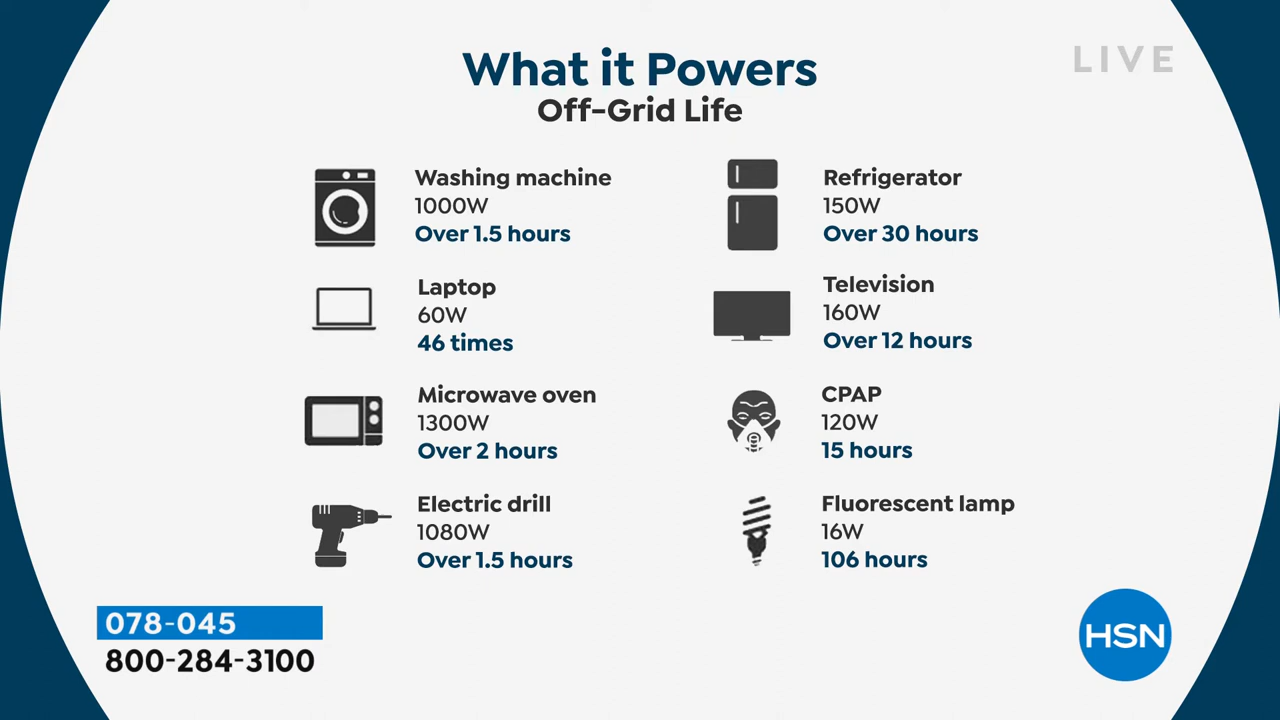 What it Powers
Off-Grid Life
LIVE
Washing machine
1000W
Over 1.5 hours
Refrigerator
150W
Over 30 hours
Laptop
60W
46 times
Television
160W
Over 12 hours
Microwave oven
1300W
Over 2 hours
CPAP
120W
15 hours
Electric drill
1080W
Over 1.5 hours
Fluorescent lamp
16W
106 hours
078-045
800-284-3100
HSN